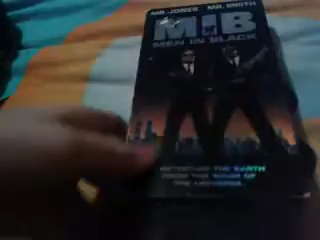 MR. JONES MR. SMITH
MIB
MEN IN BLACK
PROTECTING THE EARTH
FROM THE SCUM OF
THE UNIVERSE.